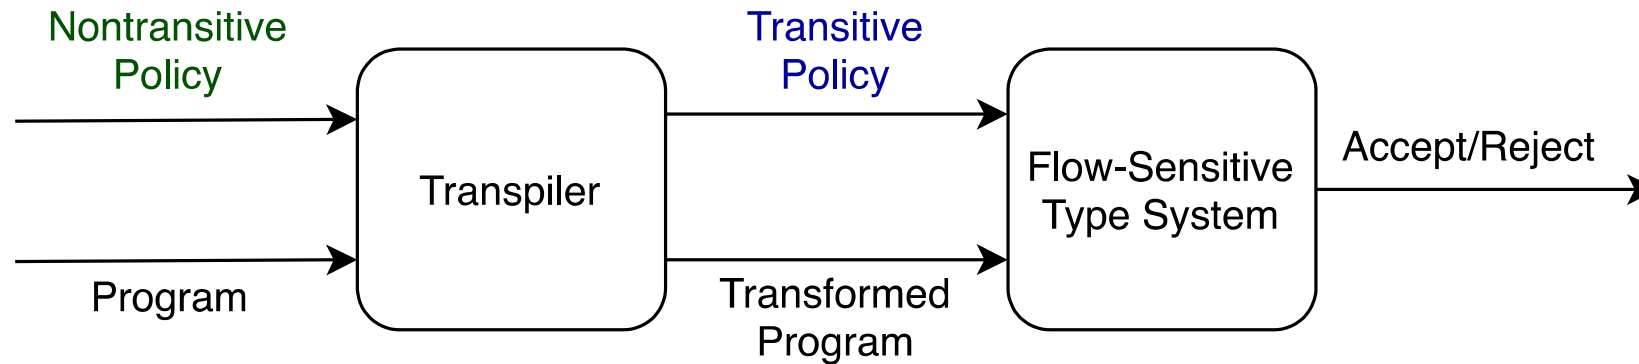 Nontransitive
Policy
Program
Transpiler
Transitive
Policy
Transformed
Program
Flow-Sensitive
Type System
Accept/Reject